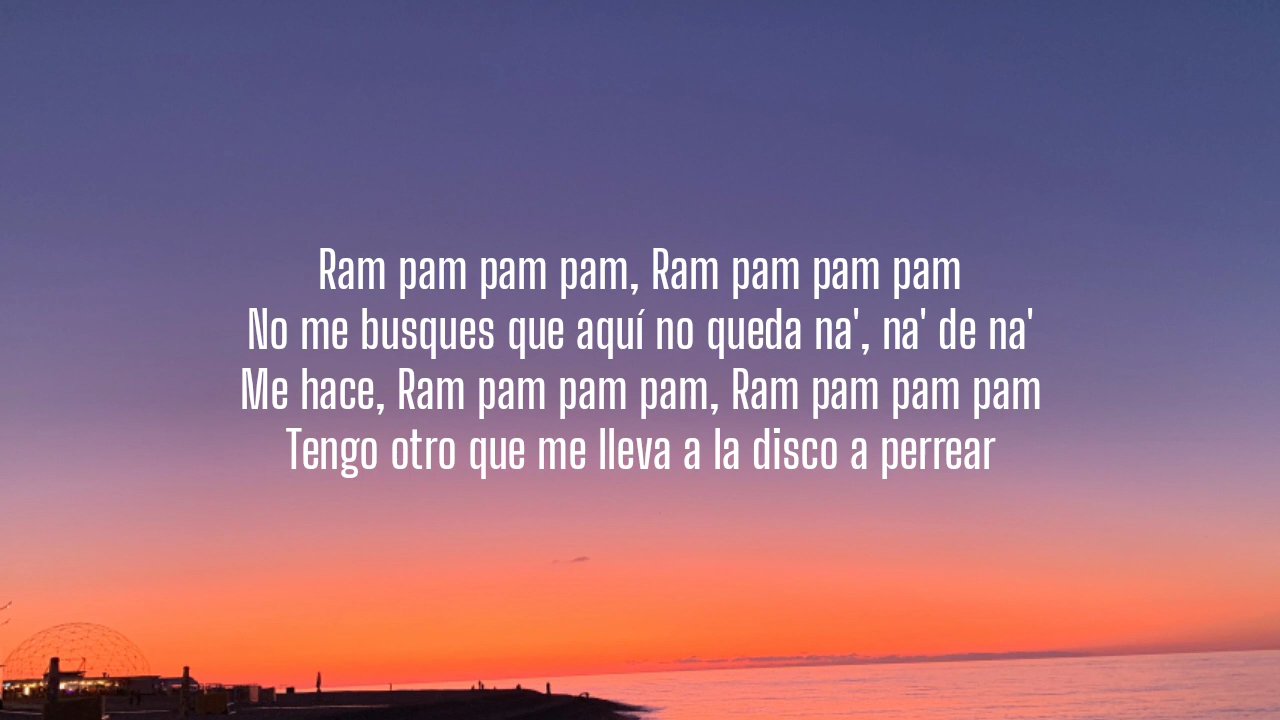 Ram pam pam pam, Ram pam pam pam
No me busques que aquí no queda na', na' de na'
Me hace, Ram pam pam pam, Ram pam pam pam
Tengo otro que me lleva a la disco a perrear